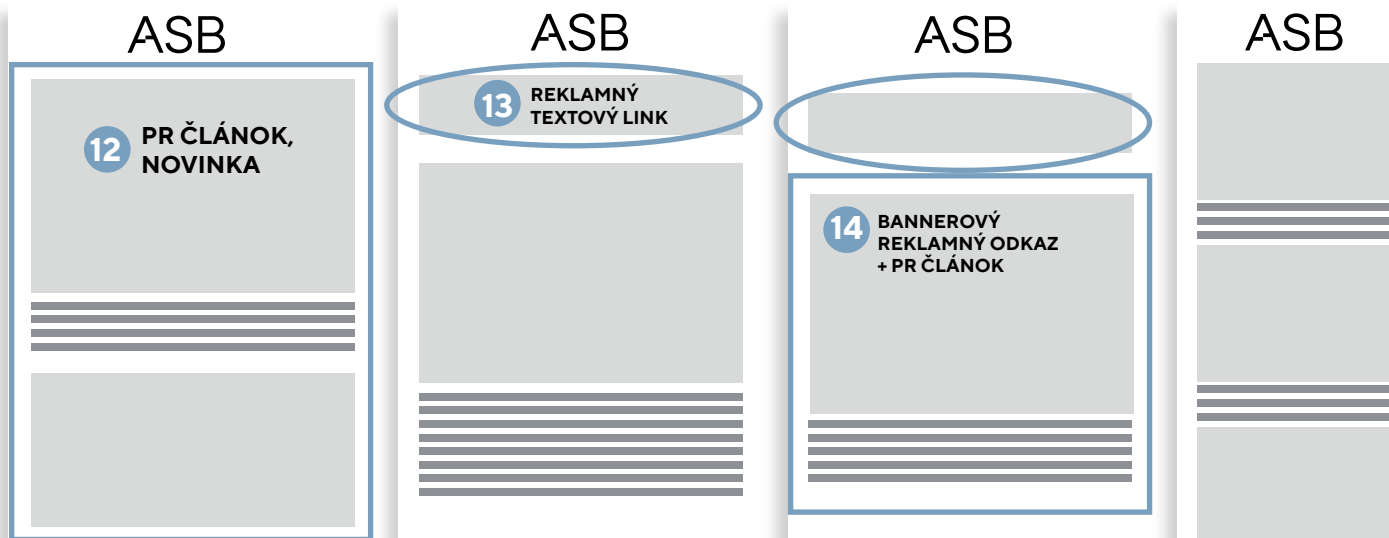 ASB
12
PR ČLÁNOK,
NOVINKA
ASB
13
REKLAMNÝ
TEXTOVÝ LINK
ASB
14
BANNEROVÝ
REKLAMNÝ ODKAZ
+ PR ČLÁNOK
ASB